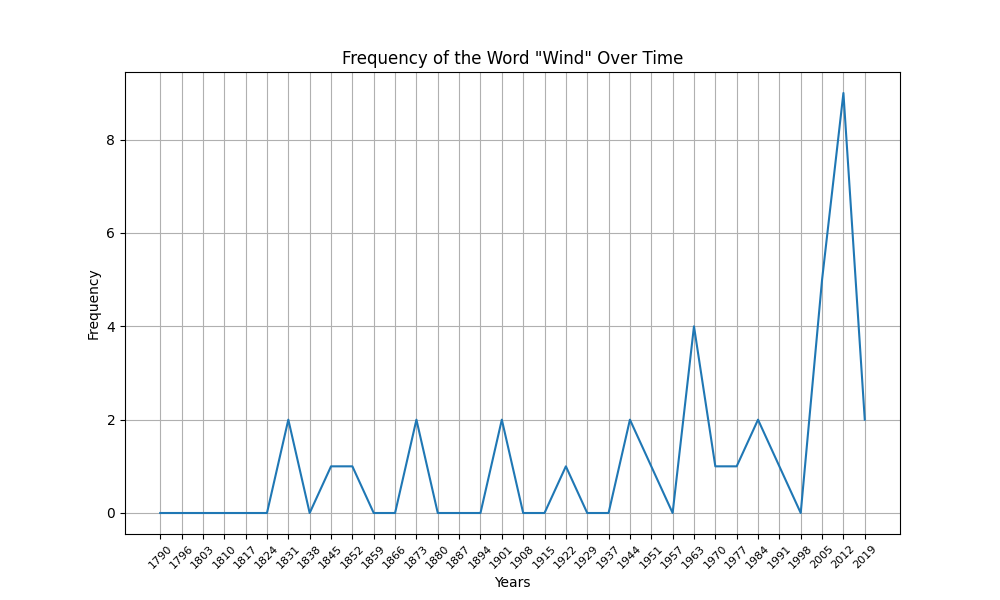 Frequency of the Word "Wind" Over Time
Frequency
8
6
4
2
0
1790 1796 1803 1810 1817 1824 1831 1838 1845 1852 1859 1866 1873 1880 1887 1894 1901 1908 1915 1922 1929 1937 1944 1951 1957 1963 1970 1977 1984 1991 1998 2005 2012 2019
Years